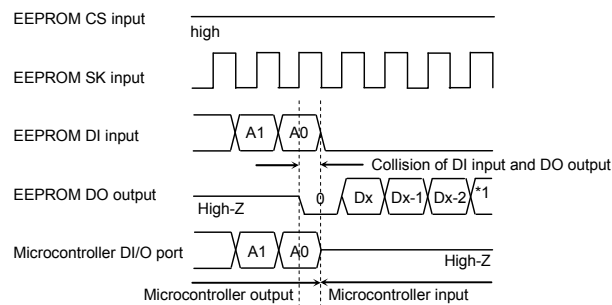 EEPROM CS input
high
EEPROM SK input
EEPROM DI input
A1 A0
Collision of DI input and DO output
EEPROM DO output
High-Z
0 Dx Dx-1 Dx-2 *1
Microcontroller DI/O port
A1 A0
High-Z
Microcontroller output Microcontroller input